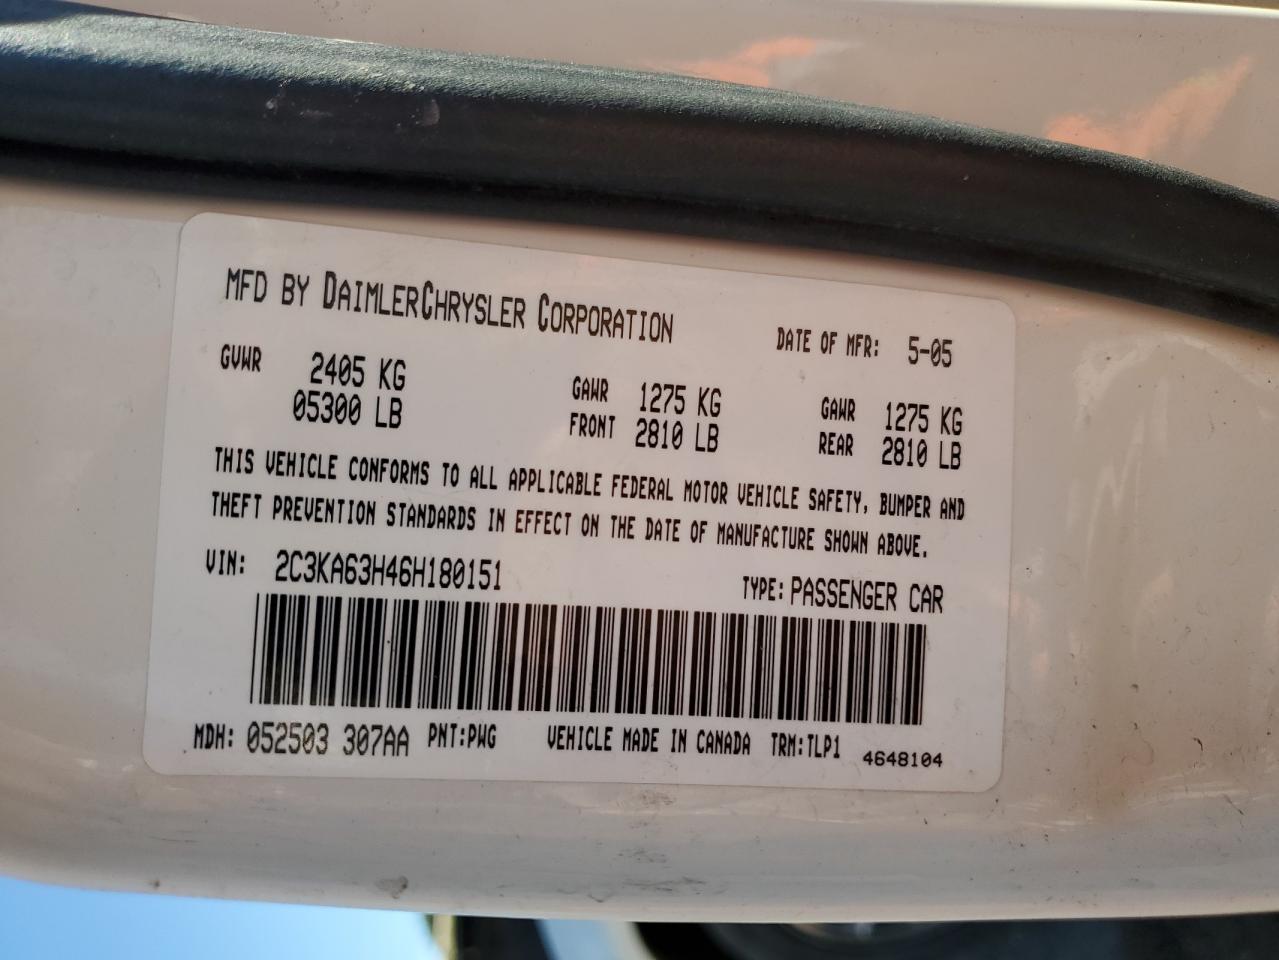 MFD BY DAIMLERCHRYSLER CORPORATION DATE OF MFR: 5-05
GVWR 2405 KG GAWR 1275 KG GAWR 1275 KG
05300 LB FRONT 2810 LB REAR 2810 LB
THIS VEHICLE CONFORMS TO ALL APPLICABLE FEDERAL MOTOR VEHICLE SAFETY, BUMPER AND
THEFT PREVENTION STANDARDS IN EFFECT ON THE DATE OF MANUFACTURE SHOWN ABOVE.
VIN: 2C3KA63H46H180151 TYPE: PASSENGER CAR
MDH: 052503 307AA PNT:PWG VEHICLE MADE IN CANADA TRM:TLP1 4648104